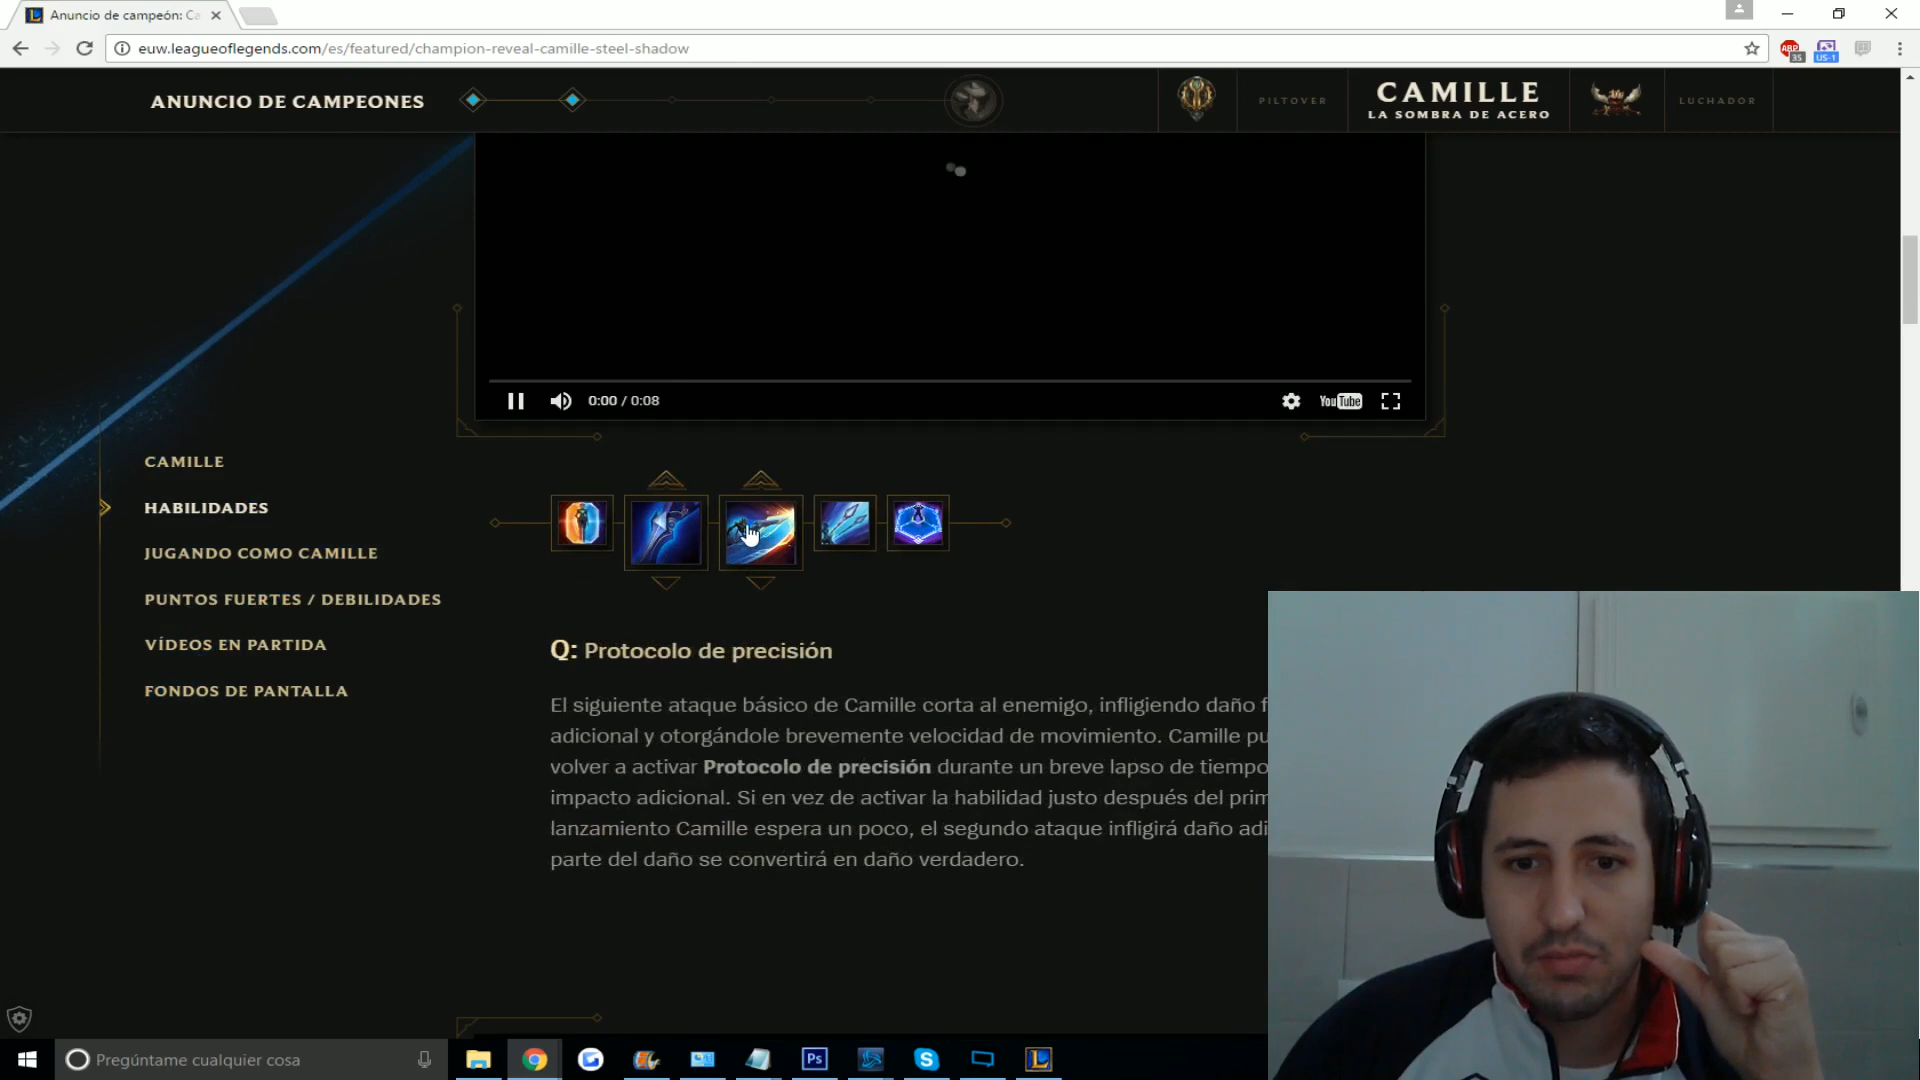 Anuncio de campeón: Ca
euw.leagueoflegends.com/es/featured/champion-reveal-camille-steel-shadow
ABP
35
US-1
ANUNCIO DE CAMPEONES
PILTOVER
CAMILLE
LA SOMBRA DE ACERO
LUCHADOR
0:00 / 0:08
YouTube
CAMILLE
HABILIDADES
JUGANDO COMO CAMILLE
PUNTOS FUERTES / DEBILIDADES
VÍDEOS EN PARTIDA
FONDOS DE PANTALLA
Q: Protocolo de precisión
El siguiente ataque básico de Camille corta al enemigo, infligiendo daño f
adicional y otorgándole brevemente velocidad de movimiento. Camille pu
volver a activar Protocolo de precisión durante un breve lapso de tiempo
impacto adicional. Si en vez de activar la habilidad justo después del prim
lanzamiento Camille espera un poco, el segundo ataque infligirá daño adi
parte del daño se convertirá en daño verdadero.
Pregúntame cualquier cosa
Ps
S
L